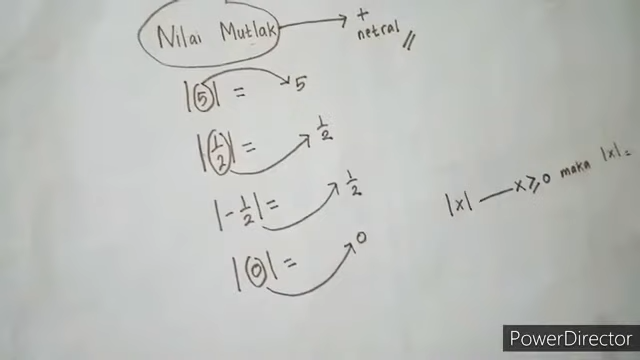 Nilai Mutlak → +
netral //
|5| = 5
|1/2| = 1/2
|-1/2| = 1/2
|0| = 0
|x| — x ≥ 0 maka |x| =
PowerDirector